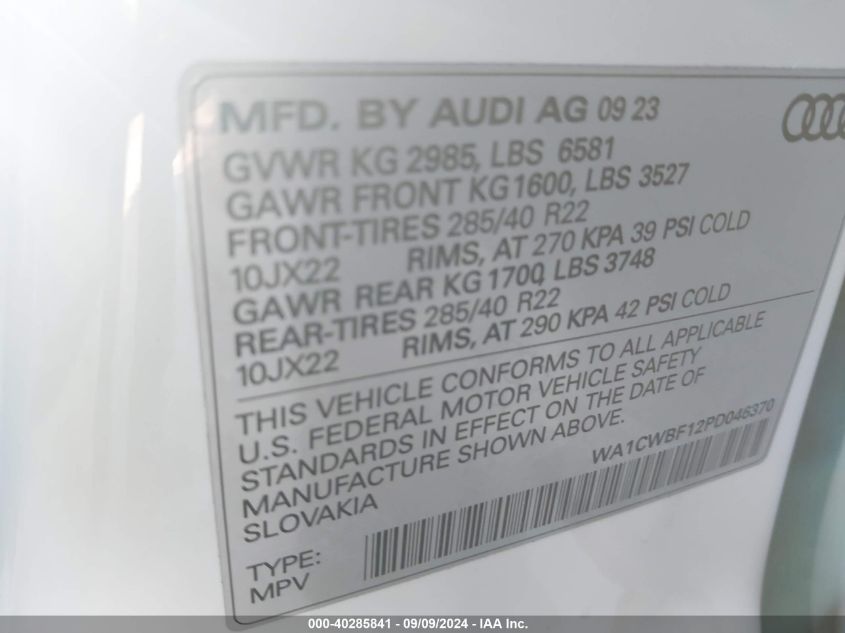 MFD. BY AUDI AG 09 23
GVWR KG 2985, LBS 6581
GAWR FRONT KG1600, LBS 3527
FRONT-TIRES 285/40 R22
10JX22 RIMS, AT 270 KPA 39 PSI COLD
GAWR REAR KG 1700, LBS 3748
REAR-TIRES 285/40 R22
10JX22 RIMS, AT 290 KPA 42 PSI COLD
THIS VEHICLE CONFORMS TO ALL APPLICABLE
U.S. FEDERAL MOTOR VEHICLE SAFETY
STANDARDS IN EFFECT ON THE DATE OF
MANUFACTURE SHOWN ABOVE.
SLOVAKIA
WA1CWBF12PD046370
TYPE:
MPV
000-40285841 - 09/09/2024 - IAA Inc.